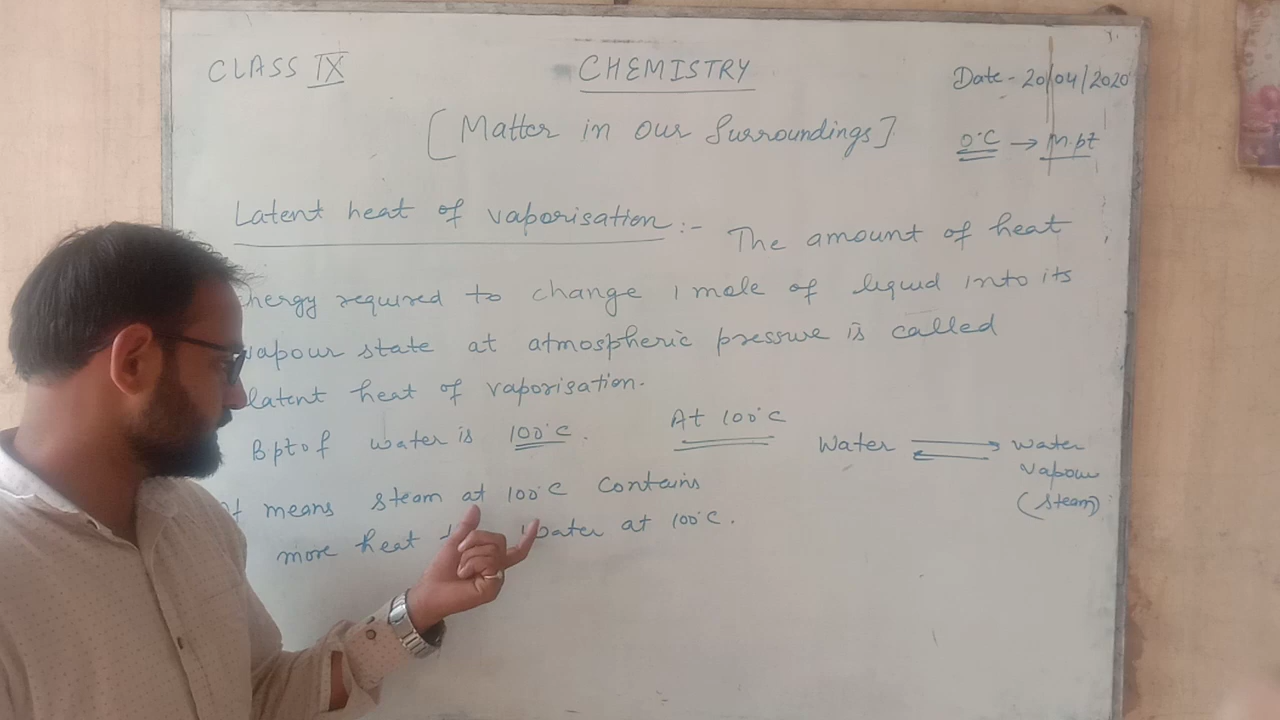 CLASS IX
CHEMISTRY
Date - 20/04/2020
[Matter in our Surroundings]
0°C → M.pt
Latent heat of vaporisation :- The amount of heat
energy required to change 1 mole of liquid into its
vapour state at atmospheric pressure is called
latent heat of vaporisation.
B.pt of water is 100°C.
At 100°C
Water ⇌ water
vapour
(steam)
means steam at 100°C contains
more heat water at 100°C.